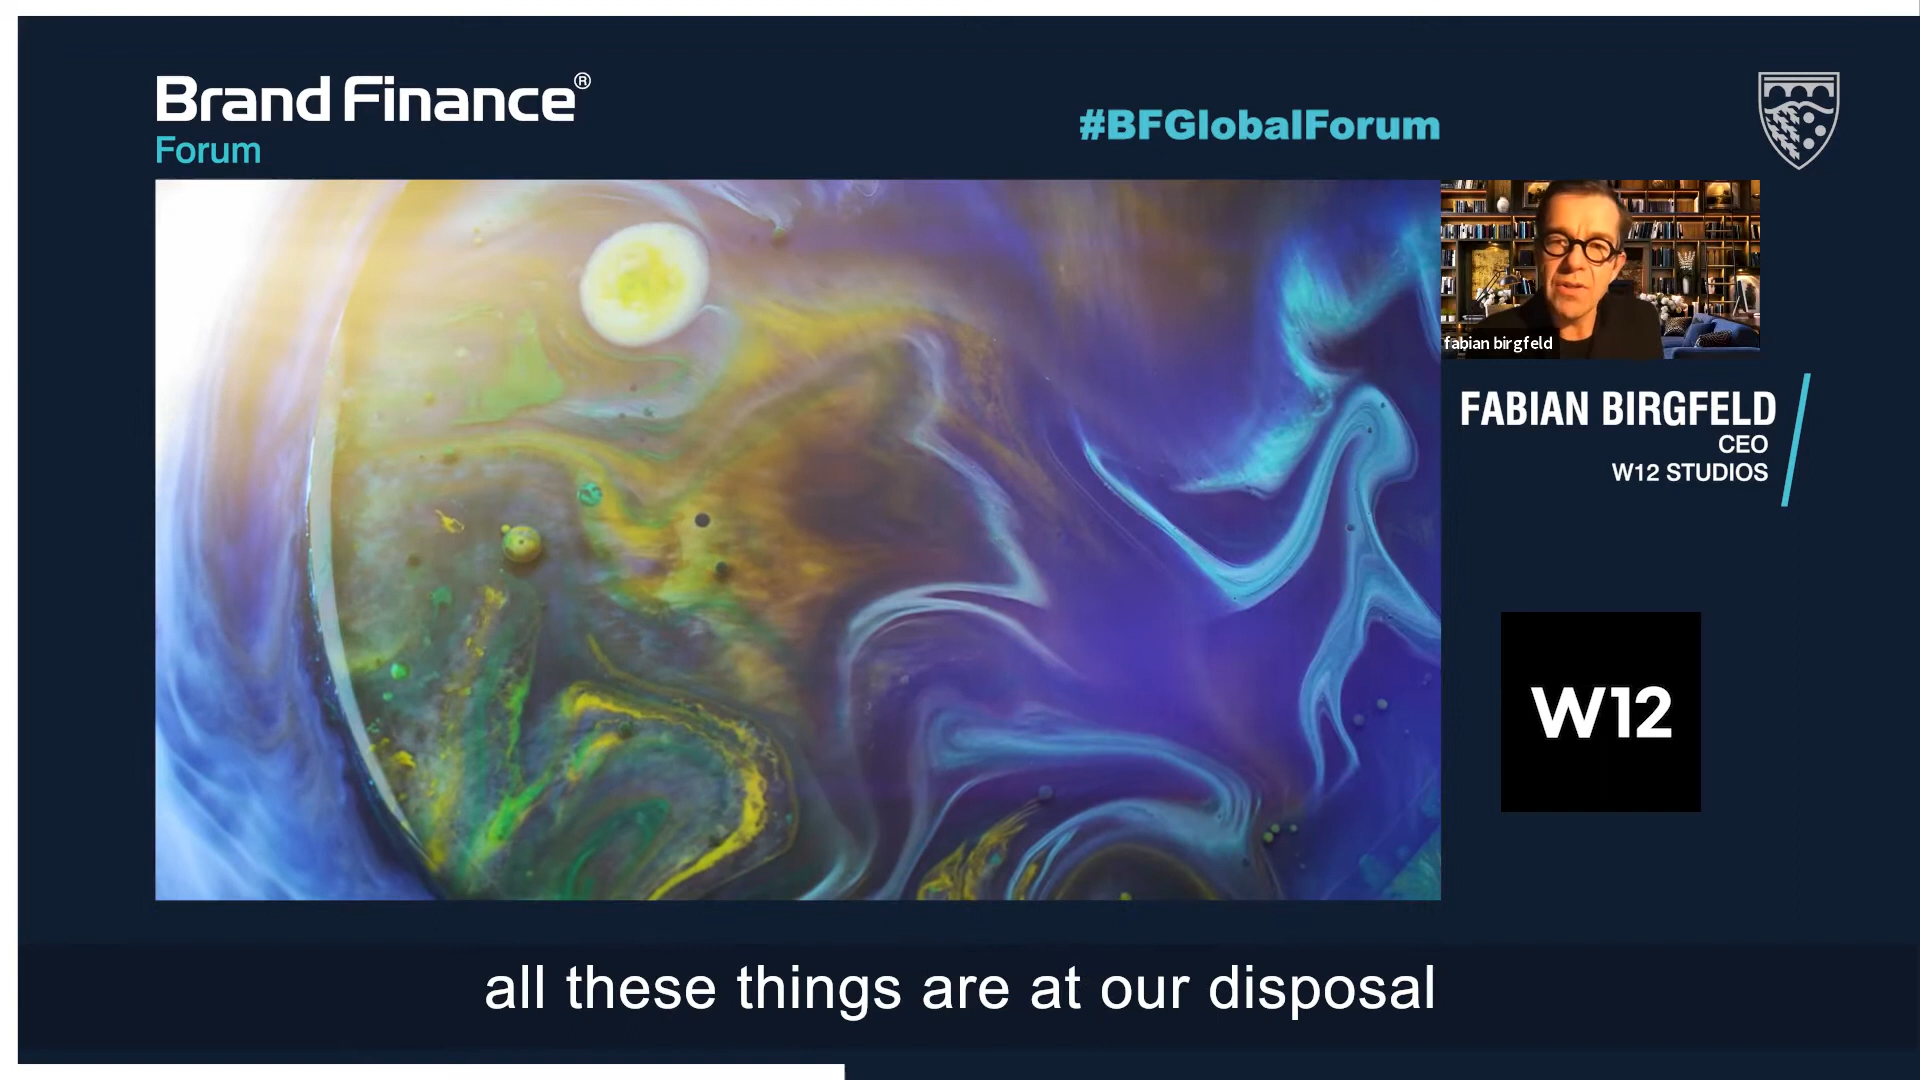 Brand Finance®
Forum
#BFGlobalForum
fabian birgfeld
FABIAN BIRGFELD
CEO
W12 STUDIOS
W12
all these things are at our disposal